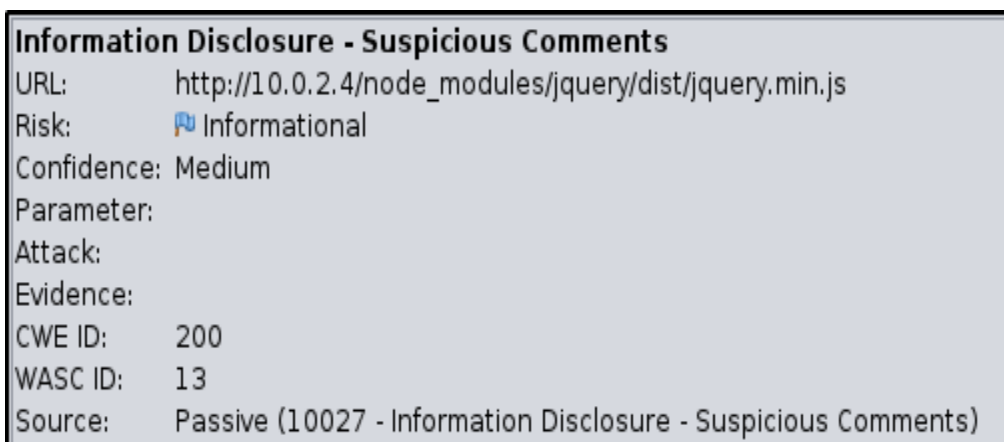 Information Disclosure - Suspicious Comments
URL: http://10.0.2.4/node_modules/jquery/dist/jquery.min.js
Risk: Informational
Confidence: Medium
Parameter:
Attack:
Evidence:
CWE ID: 200
WASC ID: 13
Source: Passive (10027 - Information Disclosure - Suspicious Comments)